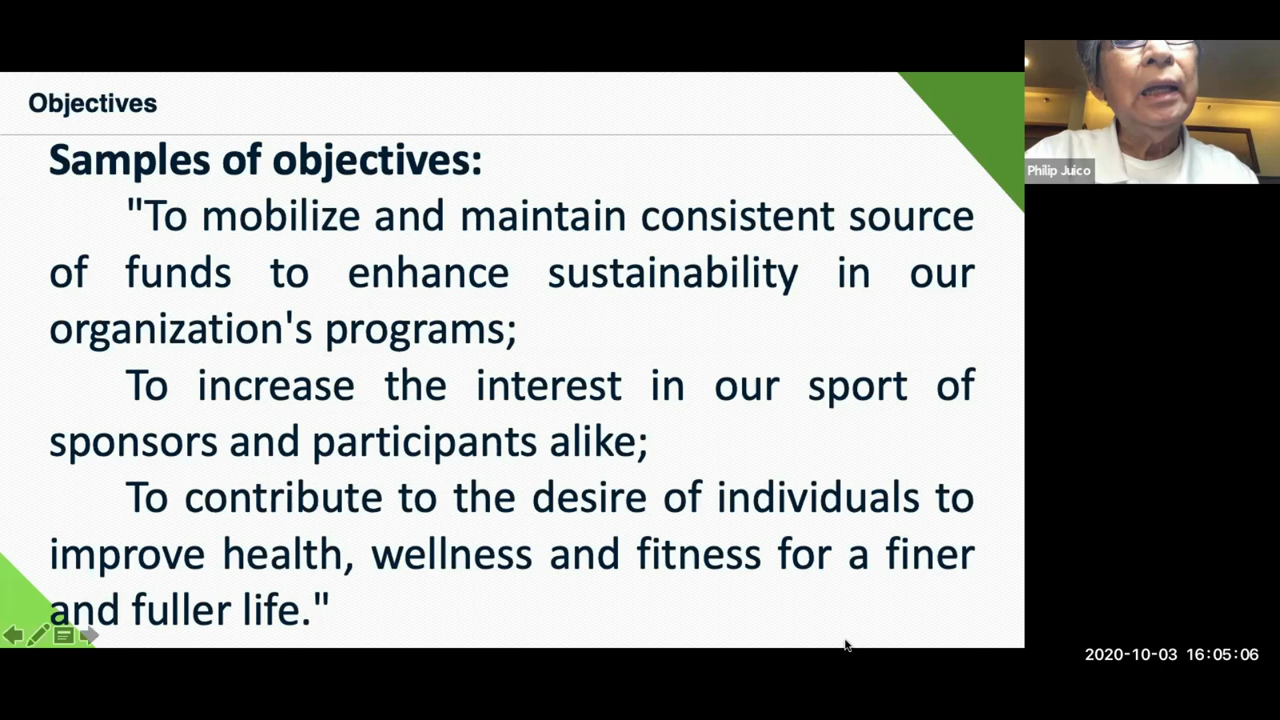 Objectives
Samples of objectives:
"To mobilize and maintain consistent source
of funds to enhance sustainability in our
organization's programs;
To increase the interest in our sport of
sponsors and participants alike;
To contribute to the desire of individuals to
improve health, wellness and fitness for a finer
and fuller life."
Philip Juico
2020-10-03 16:05:06